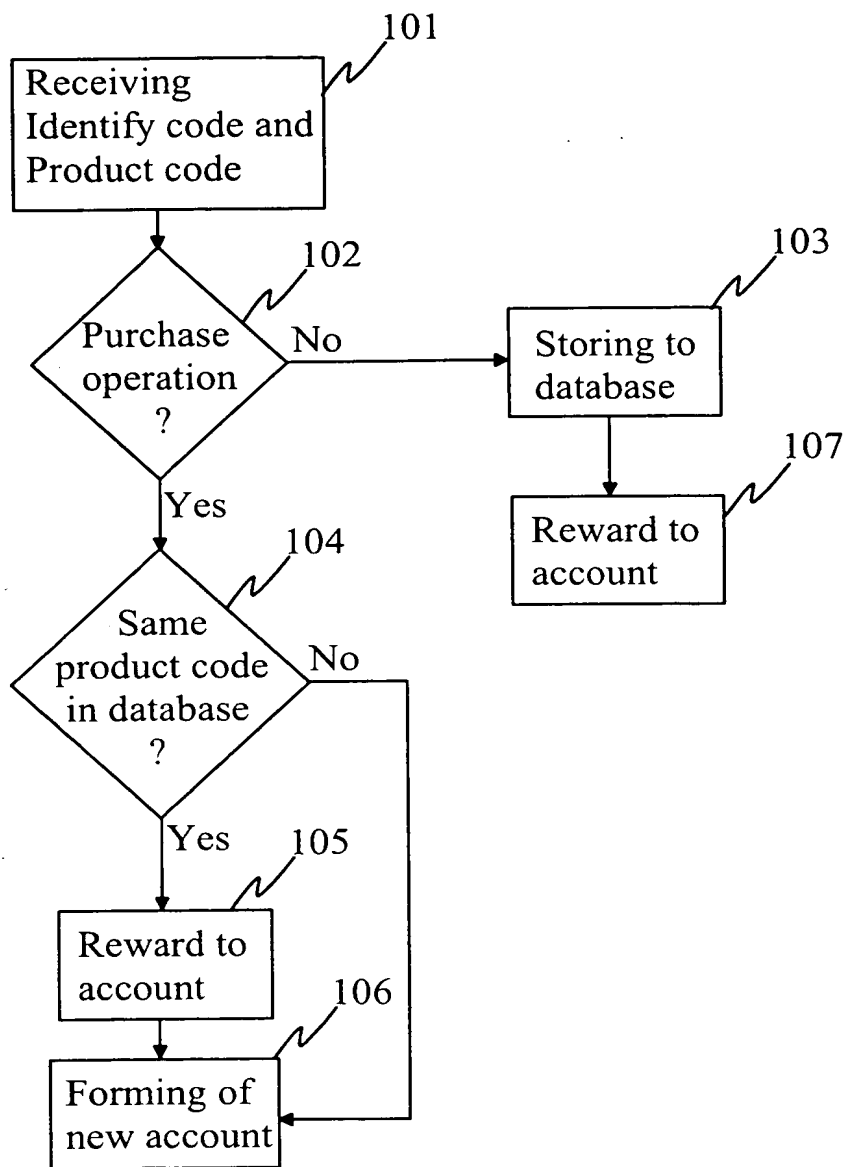 101
Receiving
Identify code and
Product code
102
Purchase
operation
?
No
103
Storing to
database
107
Reward to
account
Yes
104
Same
product code
in database
?
No
Yes
105
Reward to
account
106
Forming of
new account